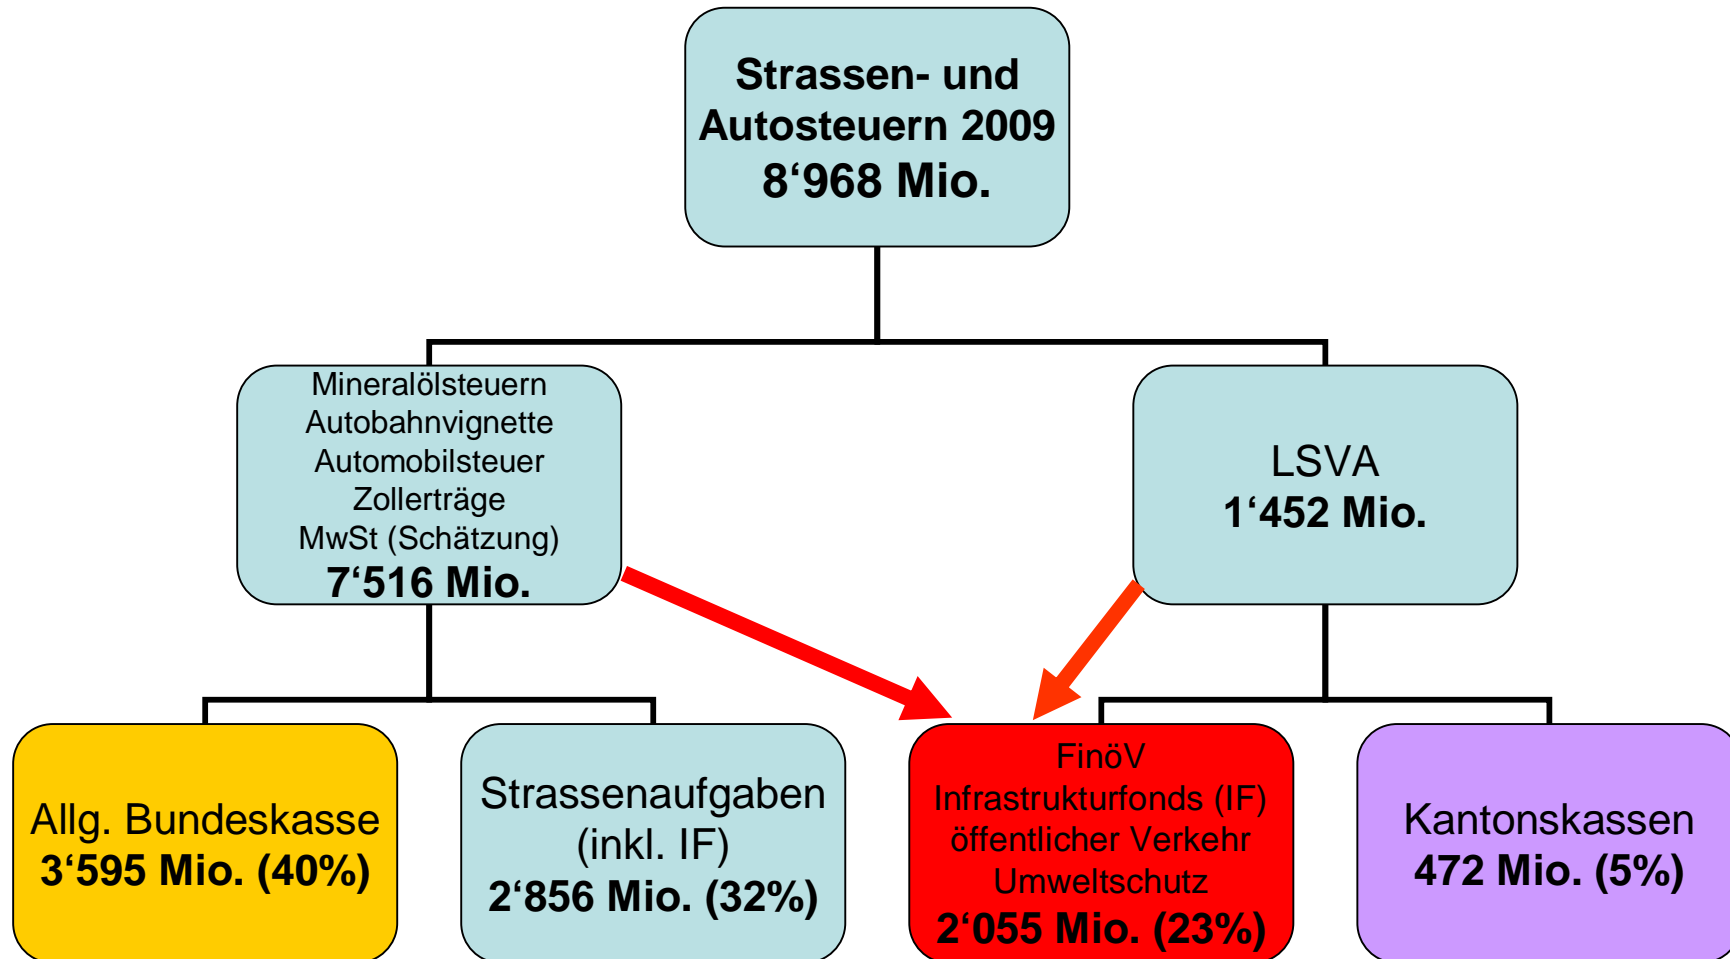 Strassen- und
Autosteuern 2009
8‘968 Mio.
Mineralölsteuern
Autobahnvignette
Automobilsteuer
Zollerträge
MwSt (Schätzung)
7‘516 Mio.
LSVA
1‘452 Mio.
Allg. Bundeskasse
3‘595 Mio. (40%)
Strassenaufgaben
(inkl. IF)
2‘856 Mio. (32%)
FinöV
Infrastrukturfonds (IF)
öffentlicher Verkehr
Umweltschutz
2‘055 Mio. (23%)
Kantonskassen
472 Mio. (5%)